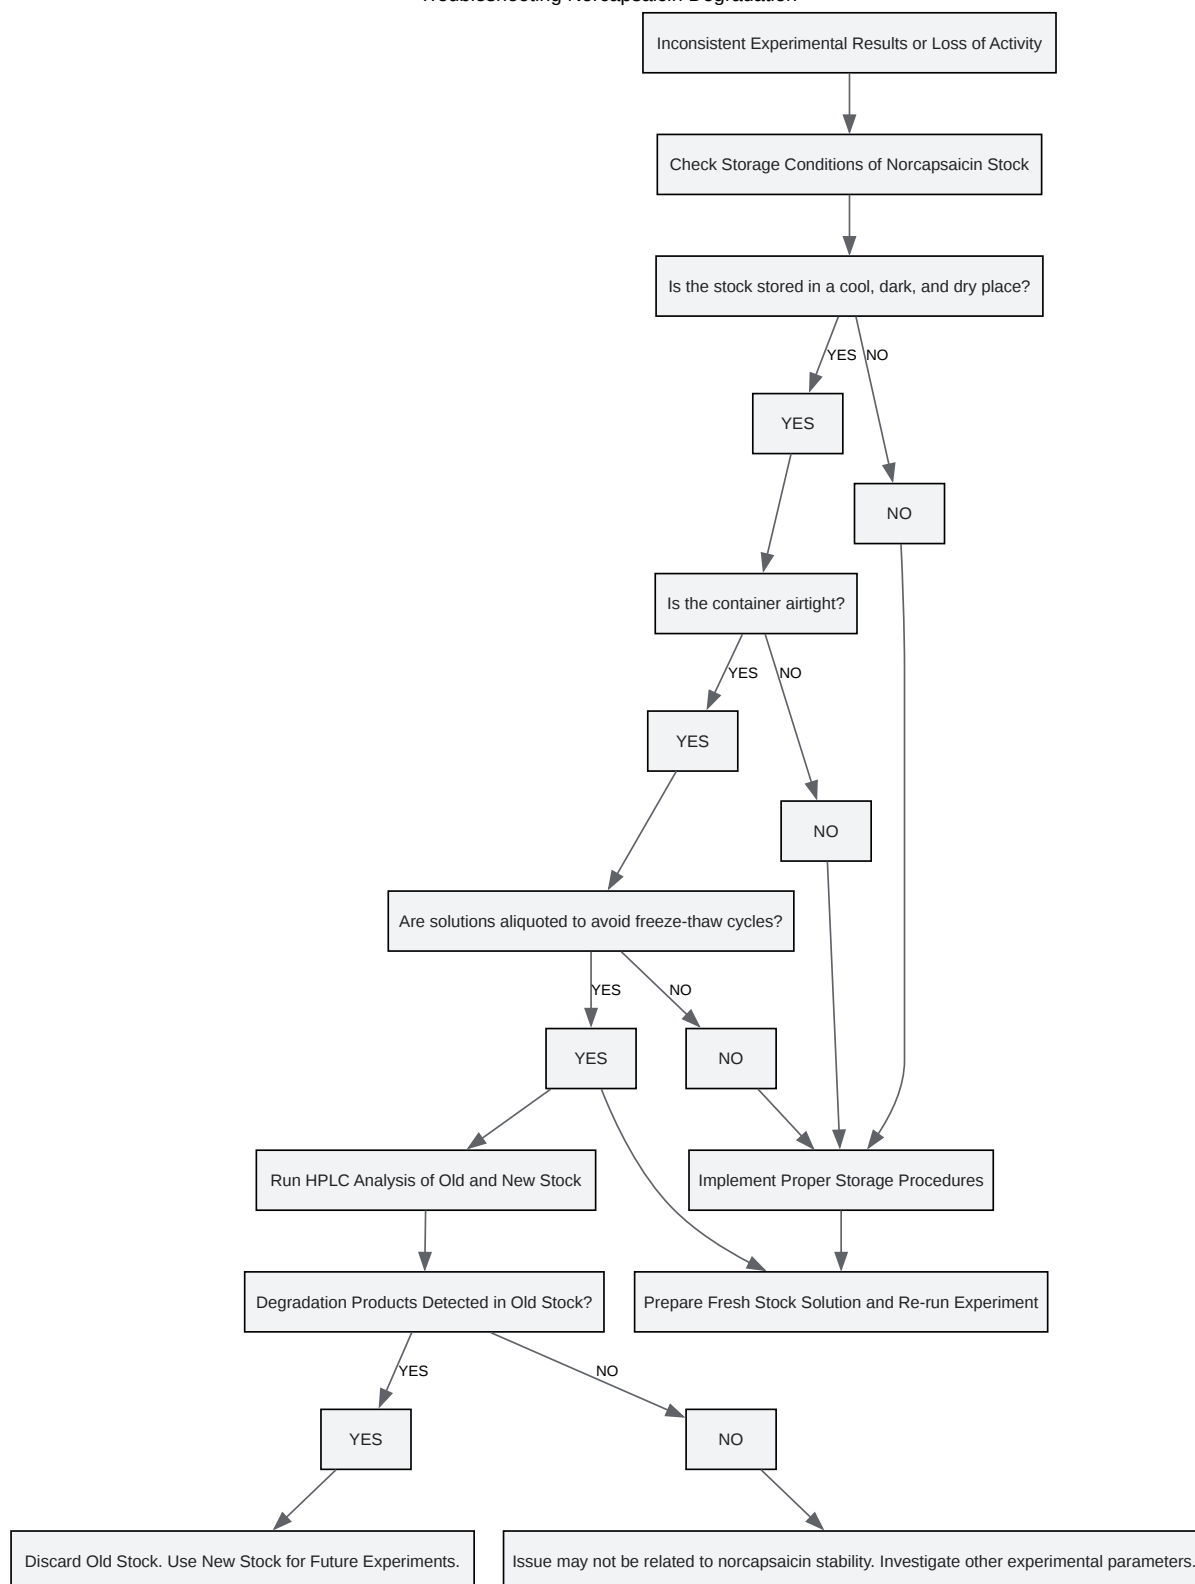 Troubleshooting Norcapsaicin Degradation
Inconsistent Experimental Results or Loss of Activity
Check Storage Conditions of Norcapsaicin Stock
Is the stock stored in a cool, dark, and dry place?
YES
NO
YES
NO
Is the container airtight?
YES
NO
YES
NO
Are solutions aliquoted to avoid freeze-thaw cycles?
YES
NO
YES
NO
Run HPLC Analysis of Old and New Stock
Implement Proper Storage Procedures
Degradation Products Detected in Old Stock?
Prepare Fresh Stock Solution and Re-run Experiment
YES
NO
YES
NO
Discard Old Stock. Use New Stock for Future Experiments.
Issue may not be related to norcapsaicin stability. Investigate other experimental parameters.